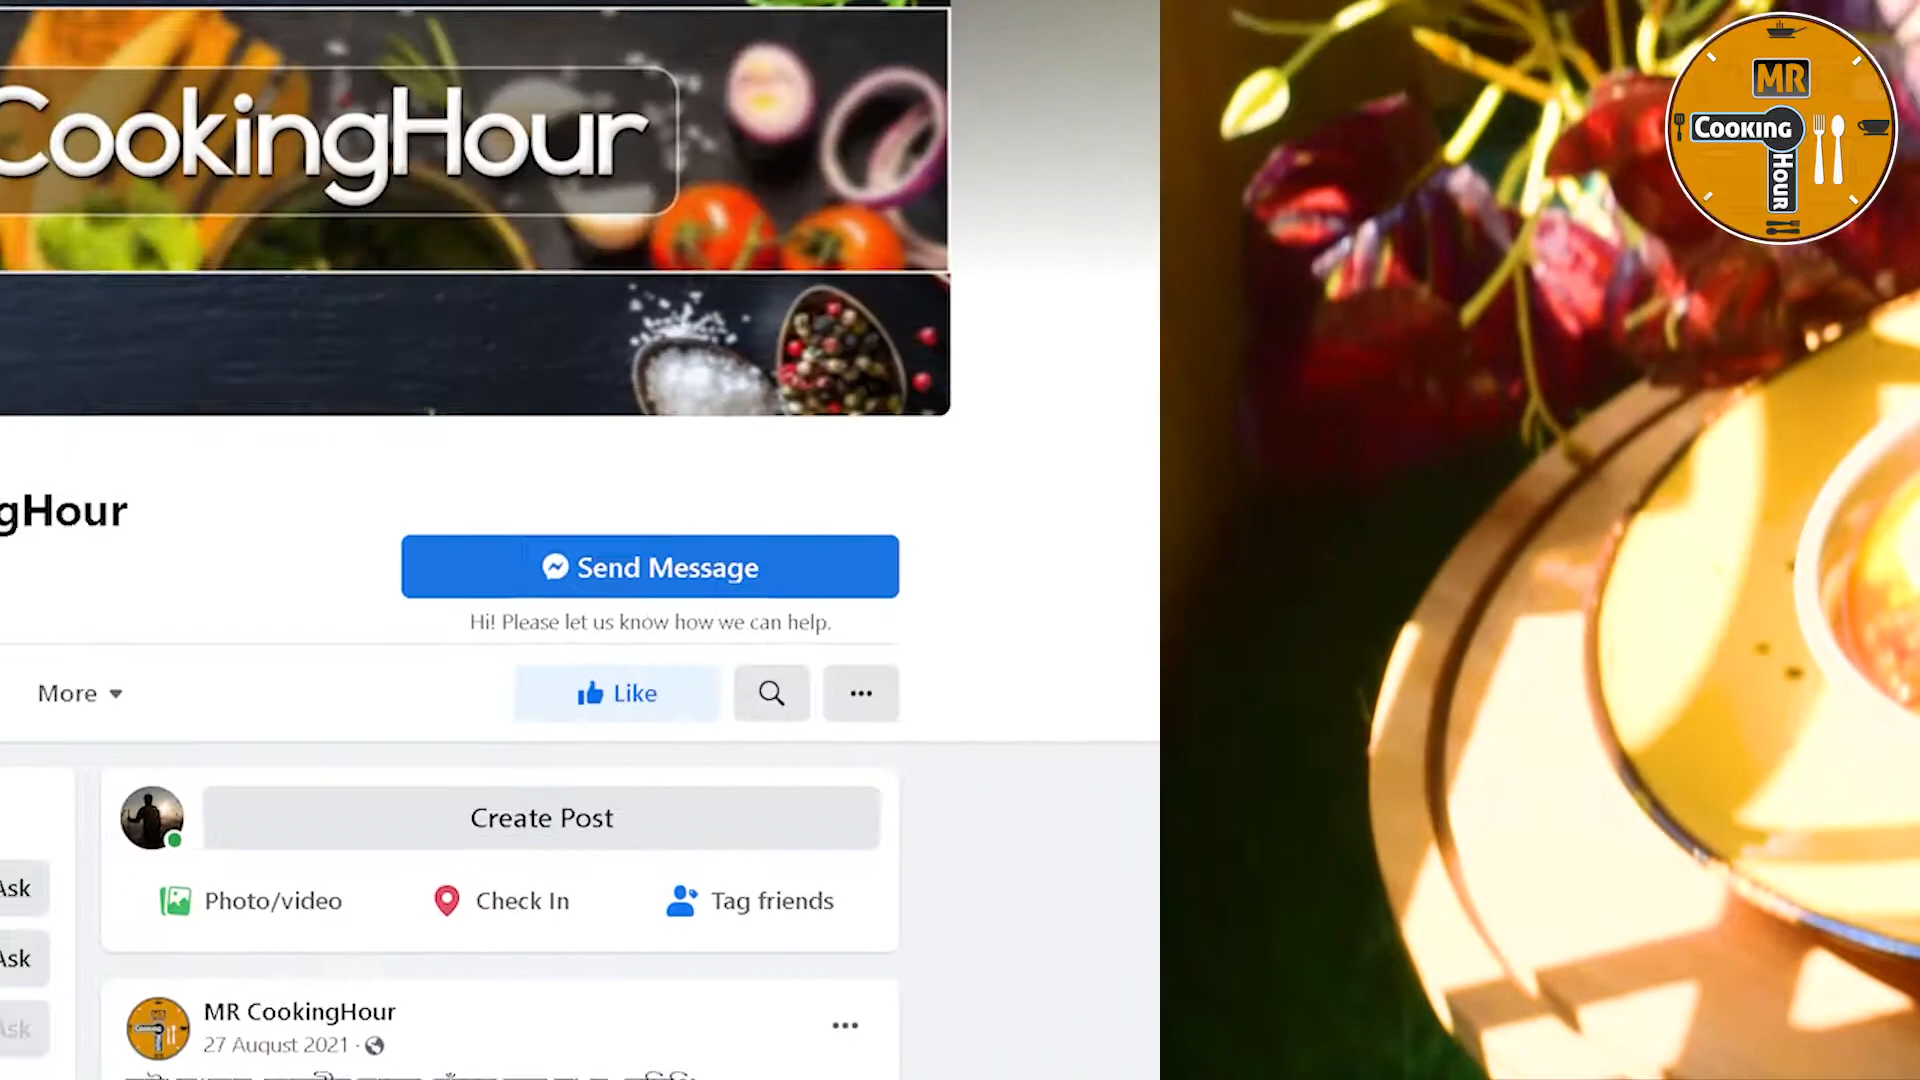 CookingHour
gHour
Send Message
Hi! Please let us know how we can help.
More
Like
Create Post
Photo/video
Check In
Tag friends
Ask
Ask
Ask
MR CookingHour
27 August 2021
MR
COOKING
HOUR